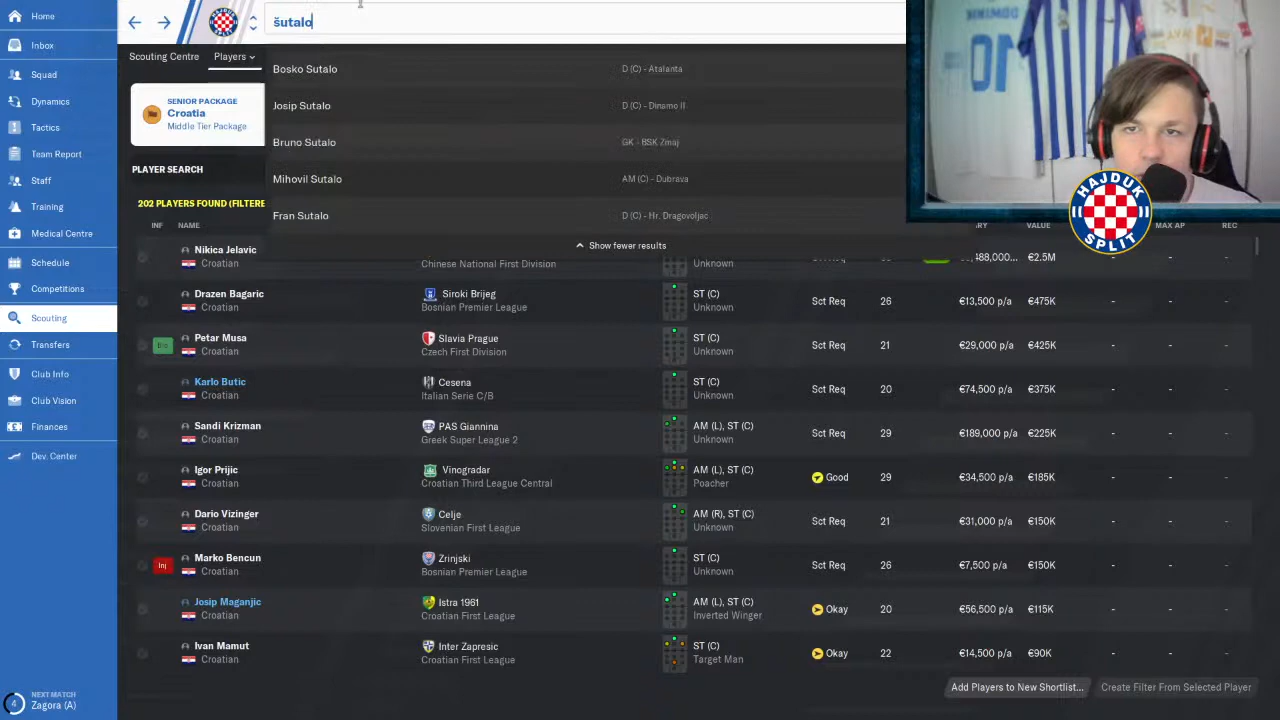 Home
šutalo
Inbox
Scouting Centre Players
Bosko Sutalo D (C) - Atalanta
Squad
SENIOR PACKAGE
Croatia
Middle Tier Package
Dynamics
Josip Sutalo D (C) - Dinamo II
Tactics
Bruno Sutalo GK - BSK Zmaj
Team Report
PLAYER SEARCH
Staff
Mihovil Sutalo AM (C) - Dubrava
Training
202 PLAYERS FOUND (FILTERE
Fran Sutalo D (C) - Hr. Dragovoljac
Medical Centre
INF NAME VALUE MAX AP REC
Show fewer results
Schedule
Competitions
Scouting
Transfers
Club Info
Club Vision
Finances
Dev. Center
Nikica Jelavic €2.5M
Croatian Chinese National First Division Unknown
Drazen Bagaric Siroki Brijeg ST (C) Sct Req 26 €13,500 p/a €475K - - -
Croatian Bosnian Premier League Unknown
Petar Musa Slavia Prague ST (C) Sct Req 21 €29,000 p/a €425K - - -
Croatian Czech First Division Unknown
Karlo Butic Cesena ST (C) Sct Req 20 €74,500 p/a €375K - - -
Croatian Italian Serie C/B Unknown
Sandi Krizman PAS Giannina AM (L), ST (C) Sct Req 29 €189,000 p/a €225K - - -
Croatian Greek Super League 2 Unknown
Igor Prijic Vinogradar AM (L), ST (C) Good 29 €34,500 p/a €185K - - -
Croatian Croatian Third League Central Poacher
Dario Vizinger Celje AM (R), ST (C) Sct Req 21 €31,000 p/a €150K - - -
Croatian Slovenian First League Unknown
Inj Marko Bencun Zrinjski ST (C) Sct Req 26 €7,500 p/a €150K - - -
Croatian Bosnian Premier League Unknown
Josip Maganjic Istra 1961 AM (L), ST (C) Okay 20 €56,500 p/a €115K - - -
Croatian Croatian First League Inverted Winger
Ivan Mamut Inter Zapresic ST (C) Okay 22 €14,500 p/a €90K - - -
Croatian Croatian First League Target Man
Add Players to New Shortlist... Create Filter From Selected Player
4 NEXT MATCH
Zagora (A)
DOMINIK
10
HAJDUK
SPLIT